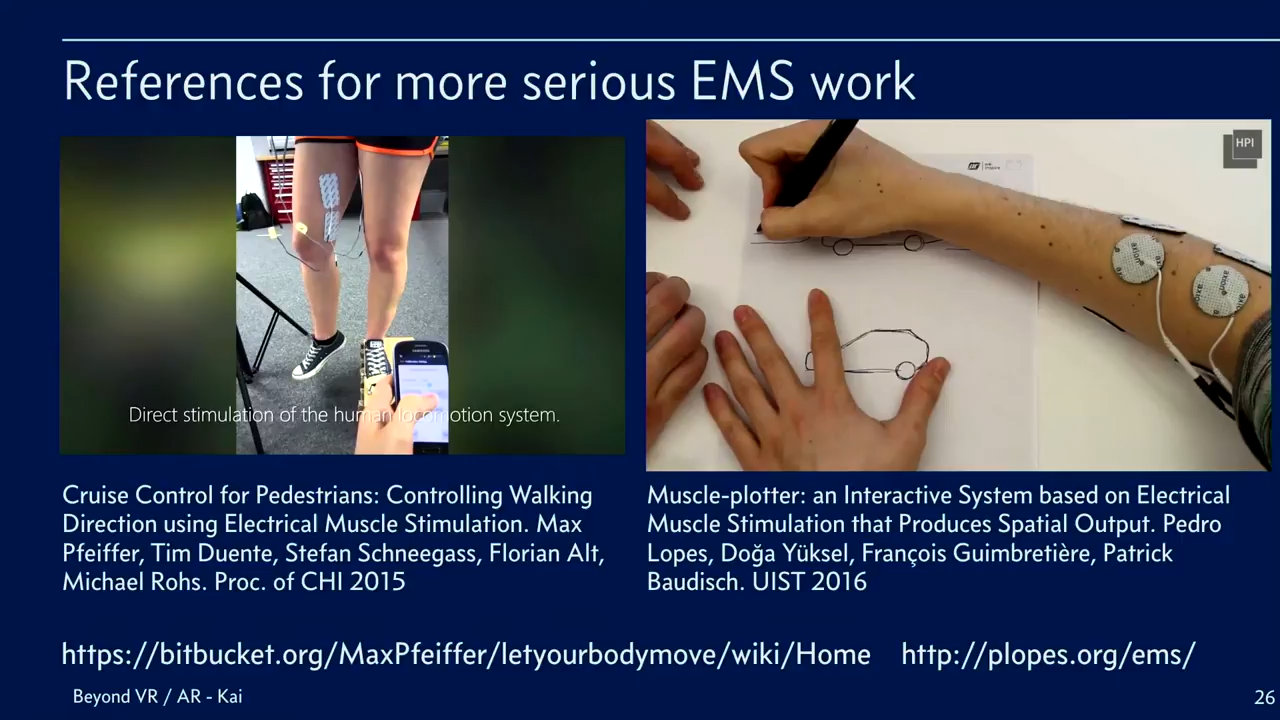 References for more serious EMS work
HPI
SAMSUNG
axion
axion
Direct stimulation of the human locomotion system.
Cruise Control for Pedestrians: Controlling Walking
Direction using Electrical Muscle Stimulation. Max
Pfeiffer, Tim Duente, Stefan Schneegass, Florian Alt,
Michael Rohs. Proc. of CHI 2015
Muscle-plotter: an Interactive System based on Electrical
Muscle Stimulation that Produces Spatial Output. Pedro
Lopes, Doğa Yüksel, François Guimbretière, Patrick
Baudisch. UIST 2016
https://bitbucket.org/MaxPfeiffer/letyourbodymove/wiki/Home
http://plopes.org/ems/
Beyond VR / AR - Kai
26